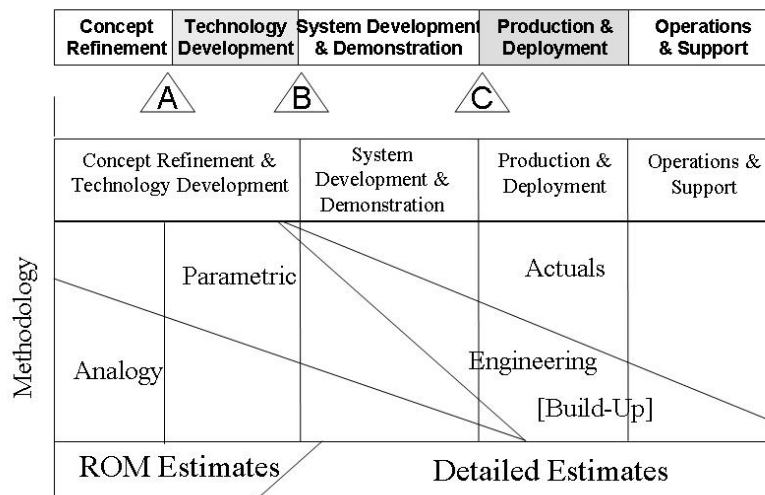 Concept
Refinement
Technology
Development
System Development
& Demonstration
Production &
Deployment
Operations
& Support
A
B
C
Concept Refinement &
Technology Development
System
Development &
Demonstration
Production &
Deployment
Operations &
Support
Methodology
Parametric
Actuals
Analogy
Engineering
[Build-Up]
ROM Estimates
Detailed Estimates